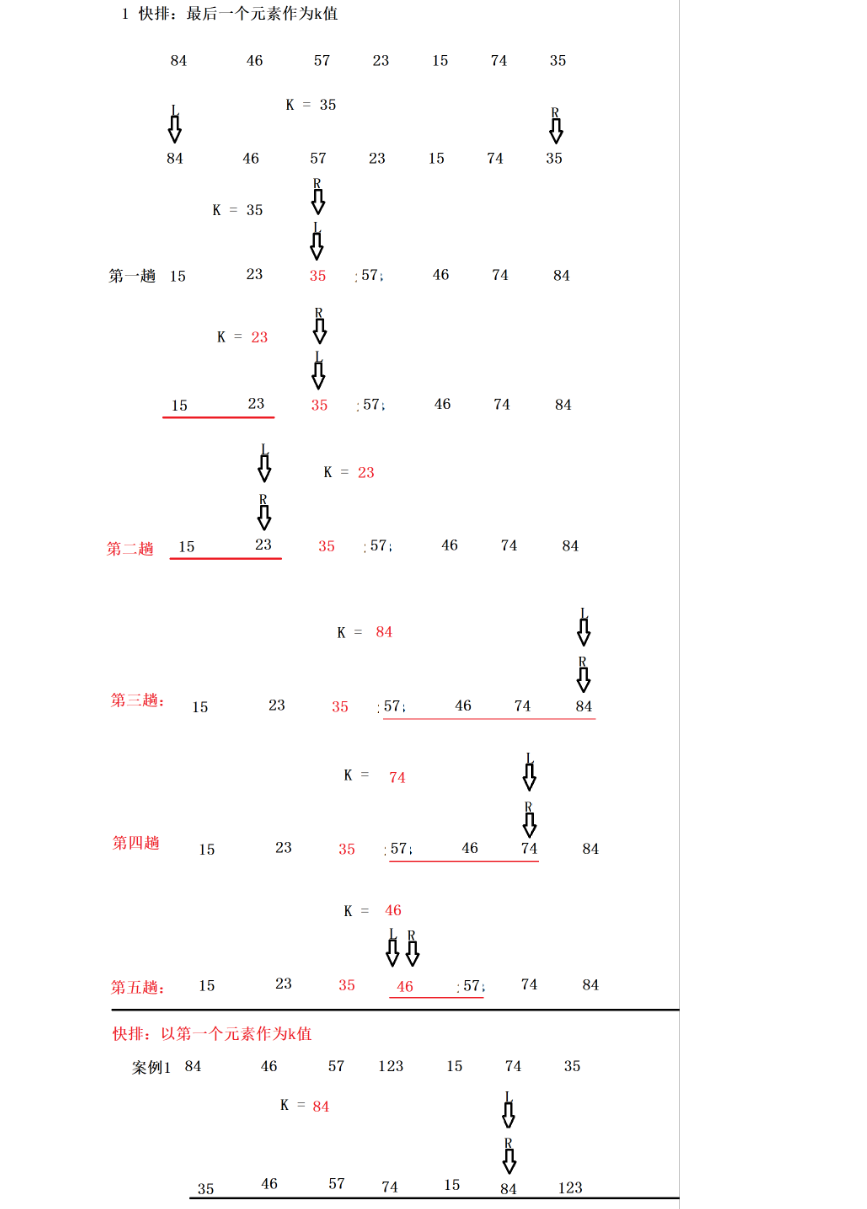 1 快排：最后一个元素作为k值
84 46 57 23 15 74 35
K = 35
L R
84 46 57 23 15 74 35
R
K = 35
L
第一趟 15 23 35 ;57; 46 74 84
R
K = 23
L
15 23 35 ;57; 46 74 84
L
K = 23
R
第二趟 15 23 35 ;57; 46 74 84
L
K = 84
R
第三趟： 15 23 35 ;57; 46 74 84
L
K = 74
R
第四趟 15 23 35 ;57; 46 74 84
K = 46
L R
第五趟： 15 23 35 46 ;57; 74 84
快排：以第一个元素作为k值
案例1 84 46 57 123 15 74 35
L
K = 84
R
35 46 57 74 15 84 123